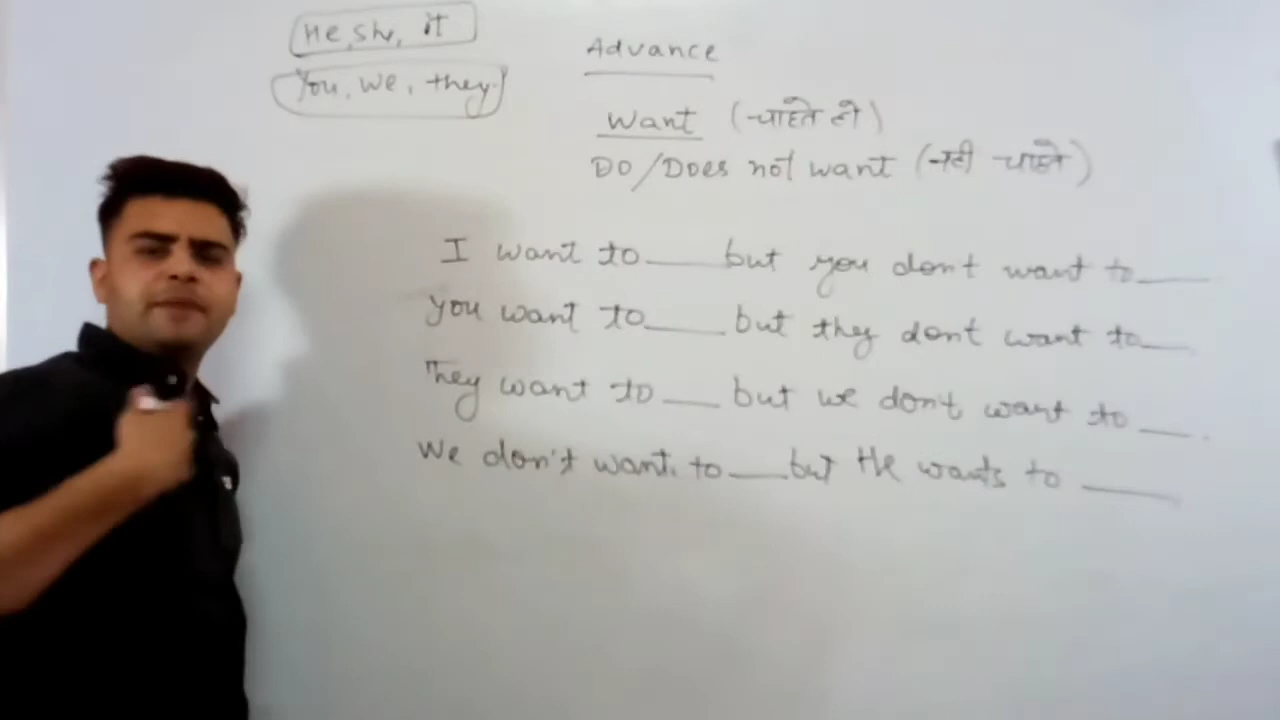 He, She, it
You, we, they
Advance
Want (चाहते हो)
DO/Does not want (नही चाहते)
I want to ___ but you dont want to ___
You want to ___ but they dont want to ___
They want to ___ but we don't want to ___.
We don't want to ___ but He wants to ___